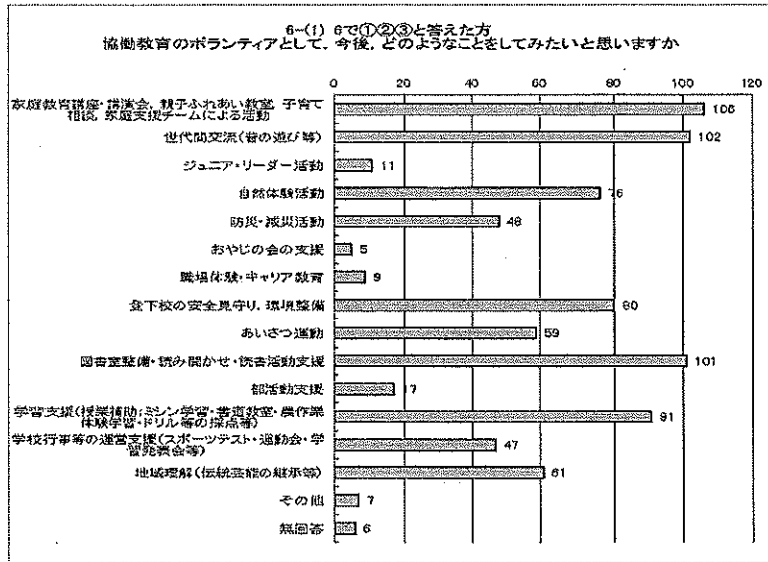 6-(1) 6で①②③と答えた方
協働教育のボランティアとして、今後、どのようなことをしてみたいと思いますか
0 20 40 60 80 100 120
家庭教育講座・講演会、親子ふれあい教室、子育て
相談、家庭支援チームによる活動 106
世代間交流(昔の遊び等) 102
ジュニア・リーダー活動 11
自然体験活動 76
防災・減災活動 48
おやじの会の支援 5
職場体験・キャリア教育 9
登下校の安全見守り、環境整備 80
あいさつ運動 59
図書室整備・読み聞かせ・読書活動支援 101
部活動支援 17
学習支援(授業補助:ミシン学習・書道教室・農作業
体験学習・ドリル等の採点等) 91
学校行事等の運営支援(スポーツテスト・運動会・学
習発表会等) 47
地域理解(伝統芸能の継承等) 61
その他 7
無回答 6